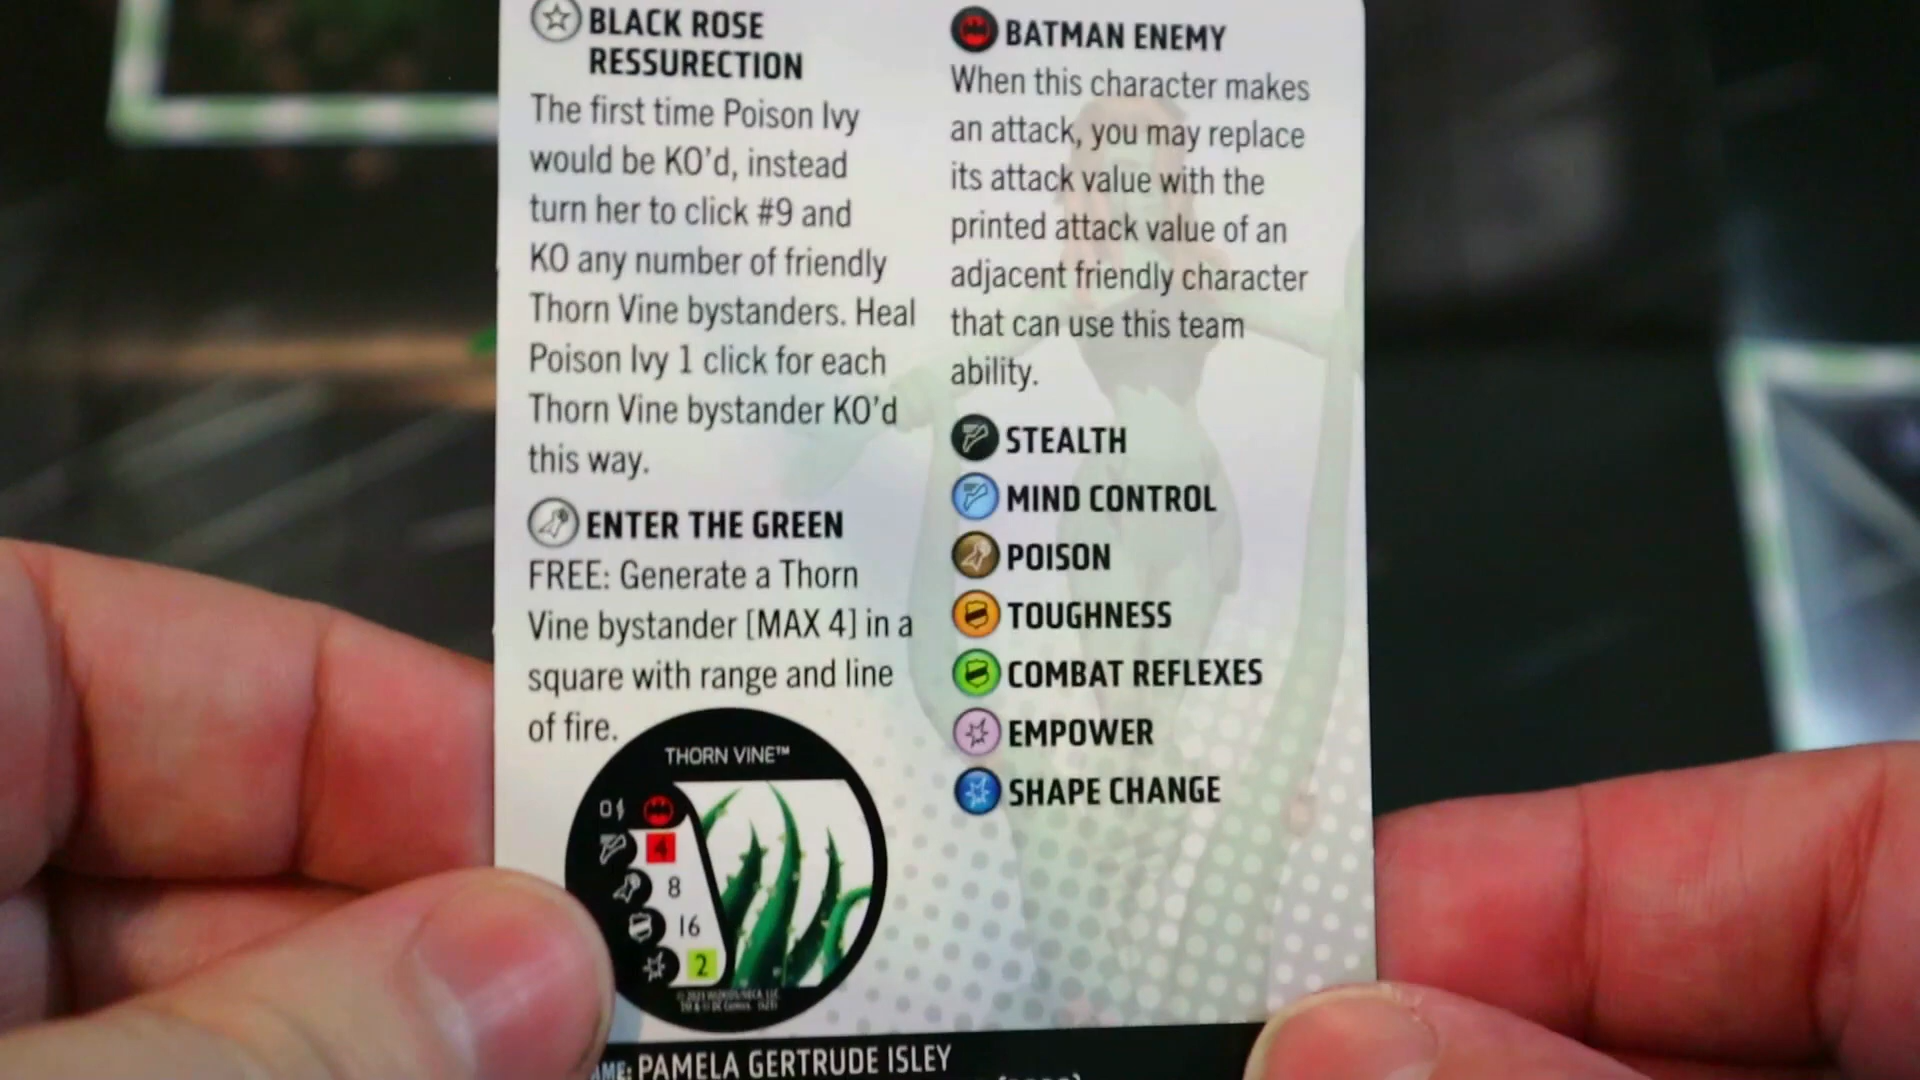 BLACK ROSE
RESSURECTION
The first time Poison Ivy
would be KO'd, instead
turn her to click #9 and
KO any number of friendly
Thorn Vine bystanders. Heal
Poison Ivy 1 click for each
Thorn Vine bystander KO'd
this way.
ENTER THE GREEN
FREE: Generate a Thorn
Vine bystander [MAX 4] in a
square with range and line
of fire.
THORN VINE™
0
4
8
16
2
BATMAN ENEMY
When this character makes
an attack, you may replace
its attack value with the
printed attack value of an
adjacent friendly character
that can use this team
ability.
STEALTH
MIND CONTROL
POISON
TOUGHNESS
COMBAT REFLEXES
EMPOWER
SHAPE CHANGE
PAMELA GERTRUDE ISLEY